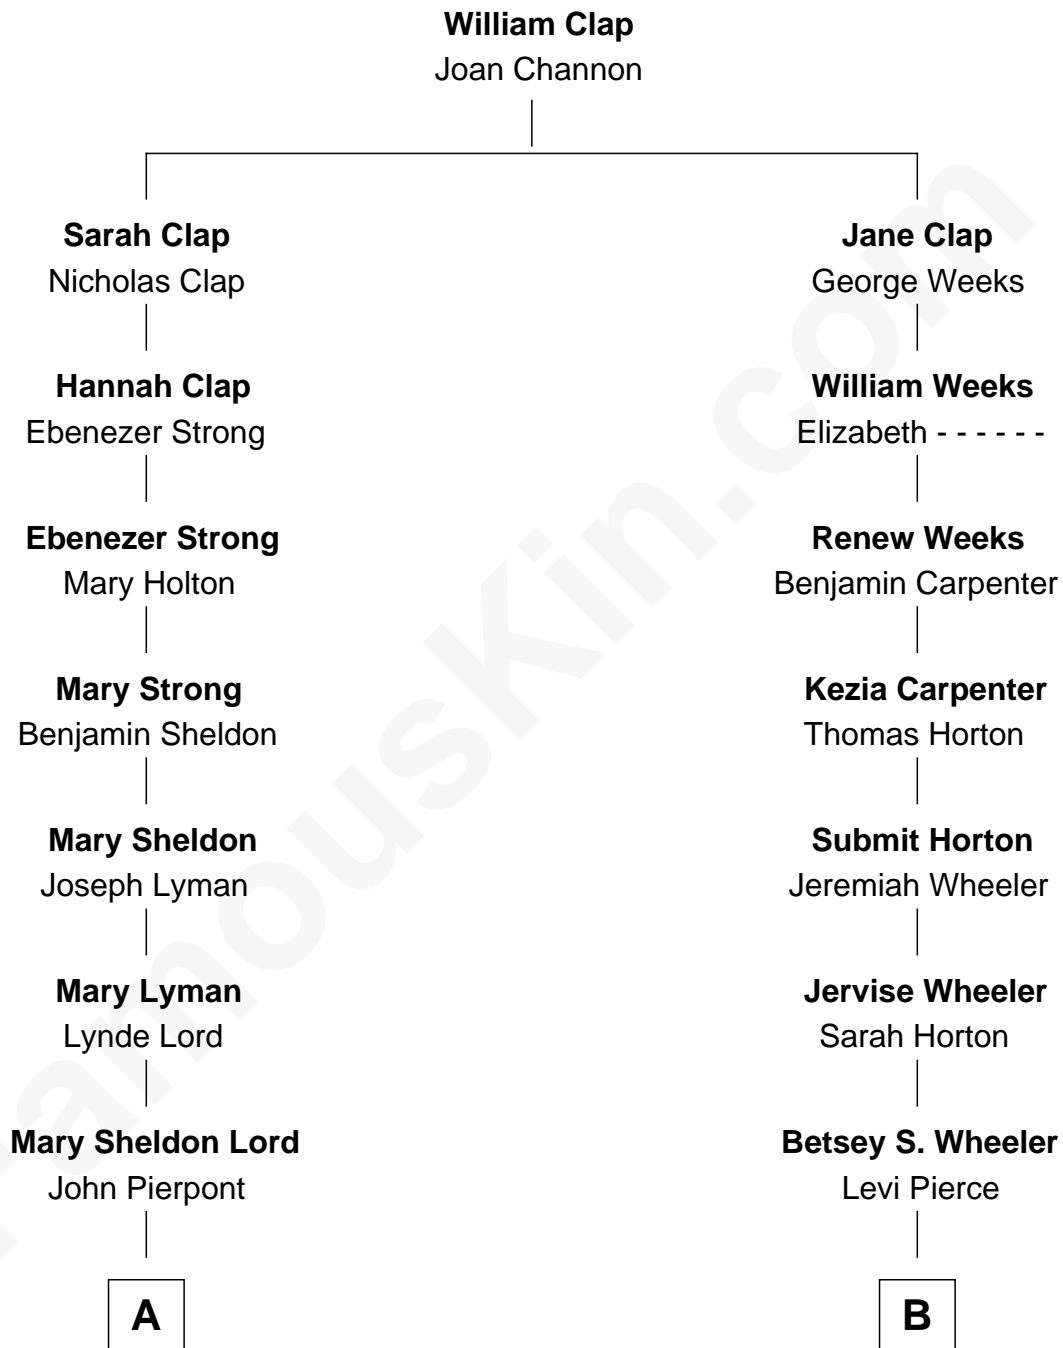 William Clap
Joan Channon
Sarah Clap
Nicholas Clap
Jane Clap
George Weeks
Hannah Clap
Ebenezer Strong
William Weeks
Elizabeth - - - - - -
Ebenezer Strong
Mary Holton
Renew Weeks
Benjamin Carpenter
Mary Strong
Benjamin Sheldon
Kezia Carpenter
Thomas Horton
Mary Sheldon
Joseph Lyman
Submit Horton
Jeremiah Wheeler
Mary Lyman
Lynde Lord
Jervise Wheeler
Sarah Horton
Mary Sheldon Lord
John Pierpont
Betsey S. Wheeler
Levi Pierce
A
B
FamousKin.com